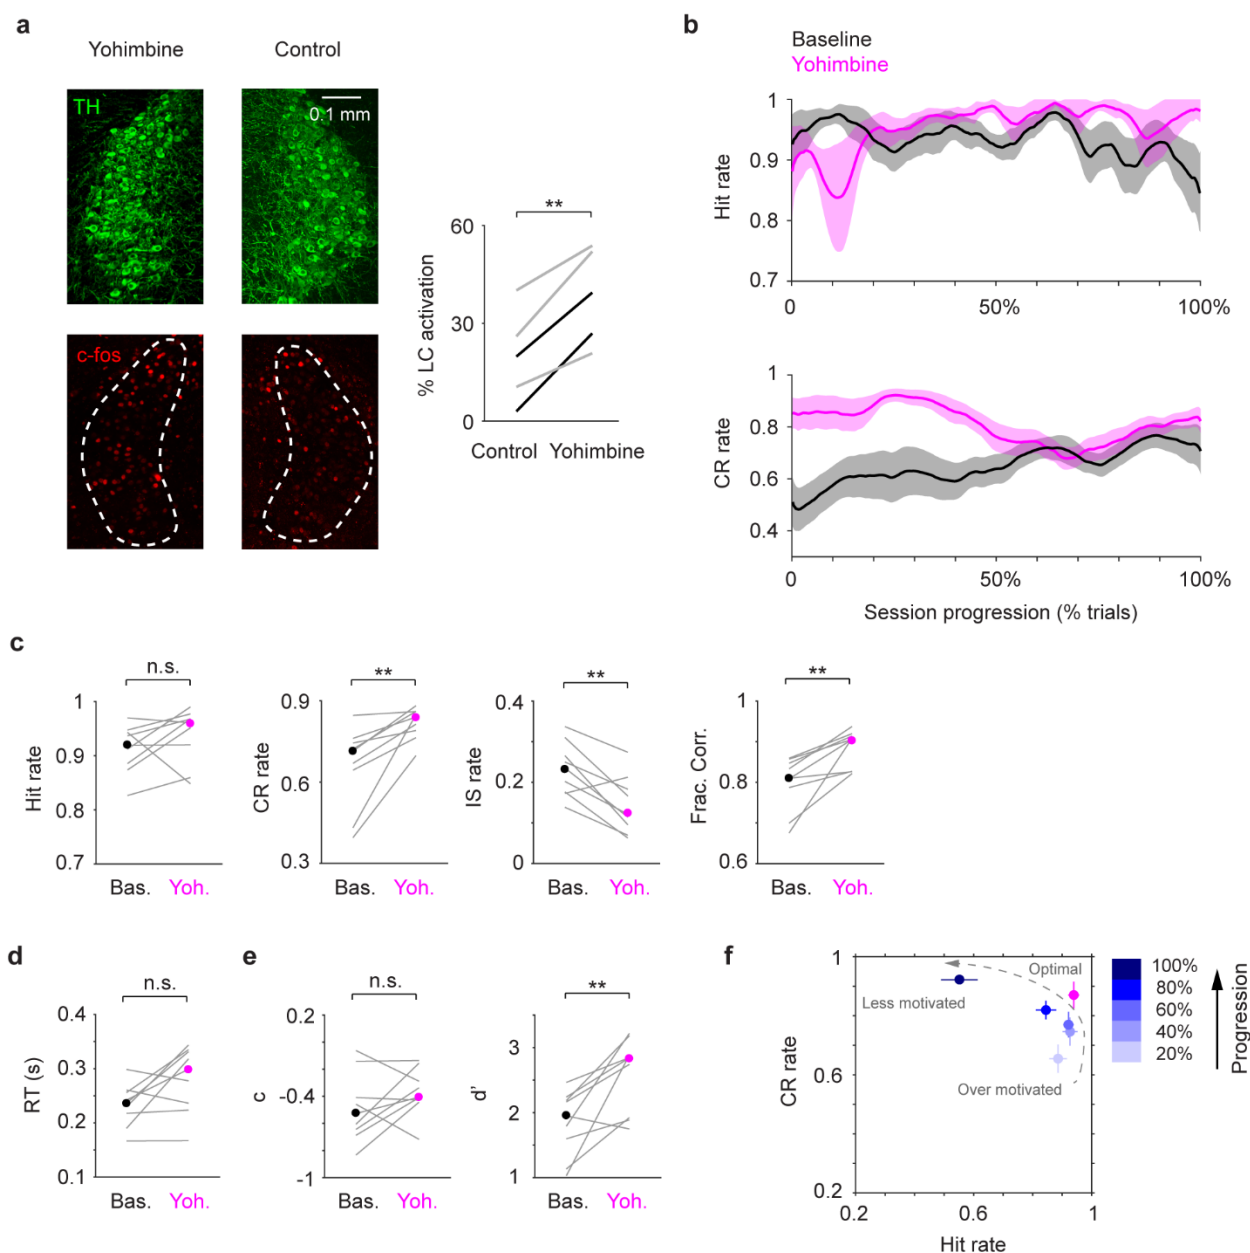 a
Yohimbine
Control
TH
0.1 mm
c-fos
**
60
30
0
% LC activation
Control Yohimbine
b
Baseline
Yohimbine
1
0.9
0.8
0.7
Hit rate
0
50%
100%
1
0.8
0.6
0.4
CR rate
0
50%
100%
Session progression (% trials)
c
n.s.
1
0.9
0.8
0.7
Hit rate
Bas. Yoh.
**
0.9
0.6
0.3
CR rate
Bas. Yoh.
**
0.4
0.2
0
IS rate
Bas. Yoh.
**
1
0.8
0.6
Frac. Corr.
Bas. Yoh.
d
n.s.
0.4
0.3
0.2
0.1
RT (s)
Bas. Yoh.
e
n.s.
0.2
-0.4
-1
c
Bas. Yoh.
**
3
2
1
d'
Bas. Yoh.
f
1
0.6
0.2
CR rate
Optimal
Less motivated
Over motivated
0.2
0.6
1
Hit rate
100%
80%
60%
40%
20%
Progression